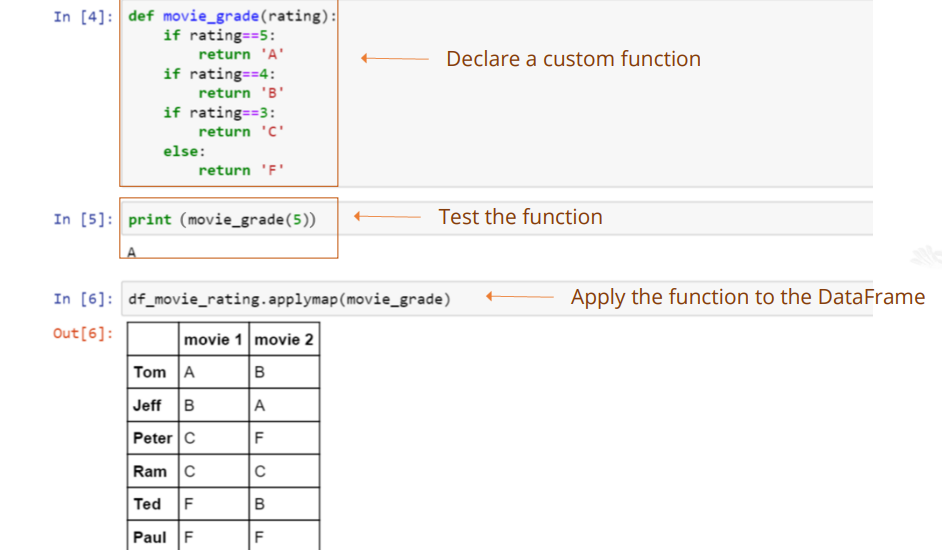 In [4]: def movie_grade(rating):
if rating==5:
return 'A'
Declare a custom function
if rating==4:
return 'B'
if rating==3:
return 'C'
else:
return 'F'
In [5]: print (movie_grade(5))
Test the function
A
In [6]: df_movie_rating.applymap(movie_grade)
Apply the function to the DataFrame
Out[6]:
movie 1 movie 2
Tom A B
Jeff B A
Peter C F
Ram C C
Ted F B
Paul F F